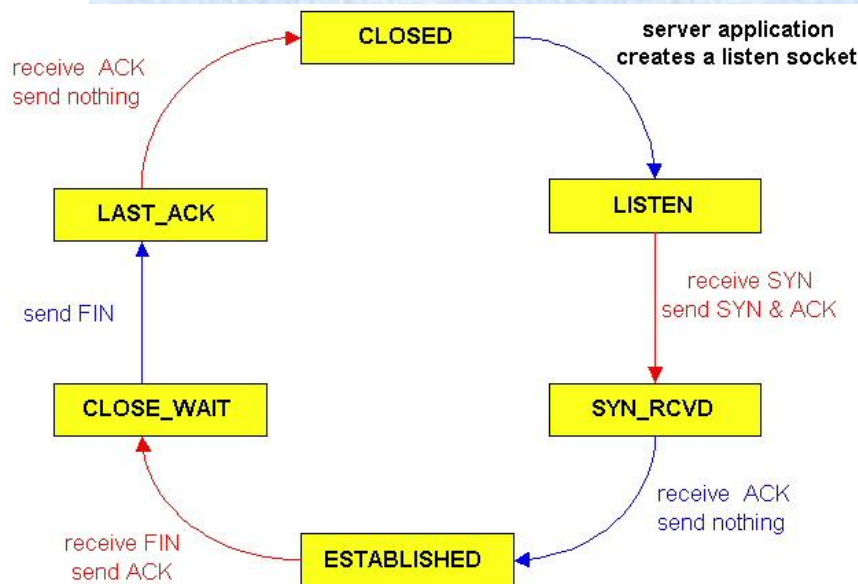 CLOSED
server application
creates a listen socket
receive ACK
send nothing
LAST_ACK
LISTEN
receive SYN
send SYN & ACK
send FIN
CLOSE_WAIT
SYN_RCVD
receive ACK
send nothing
receive FIN
send ACK
ESTABLISHED